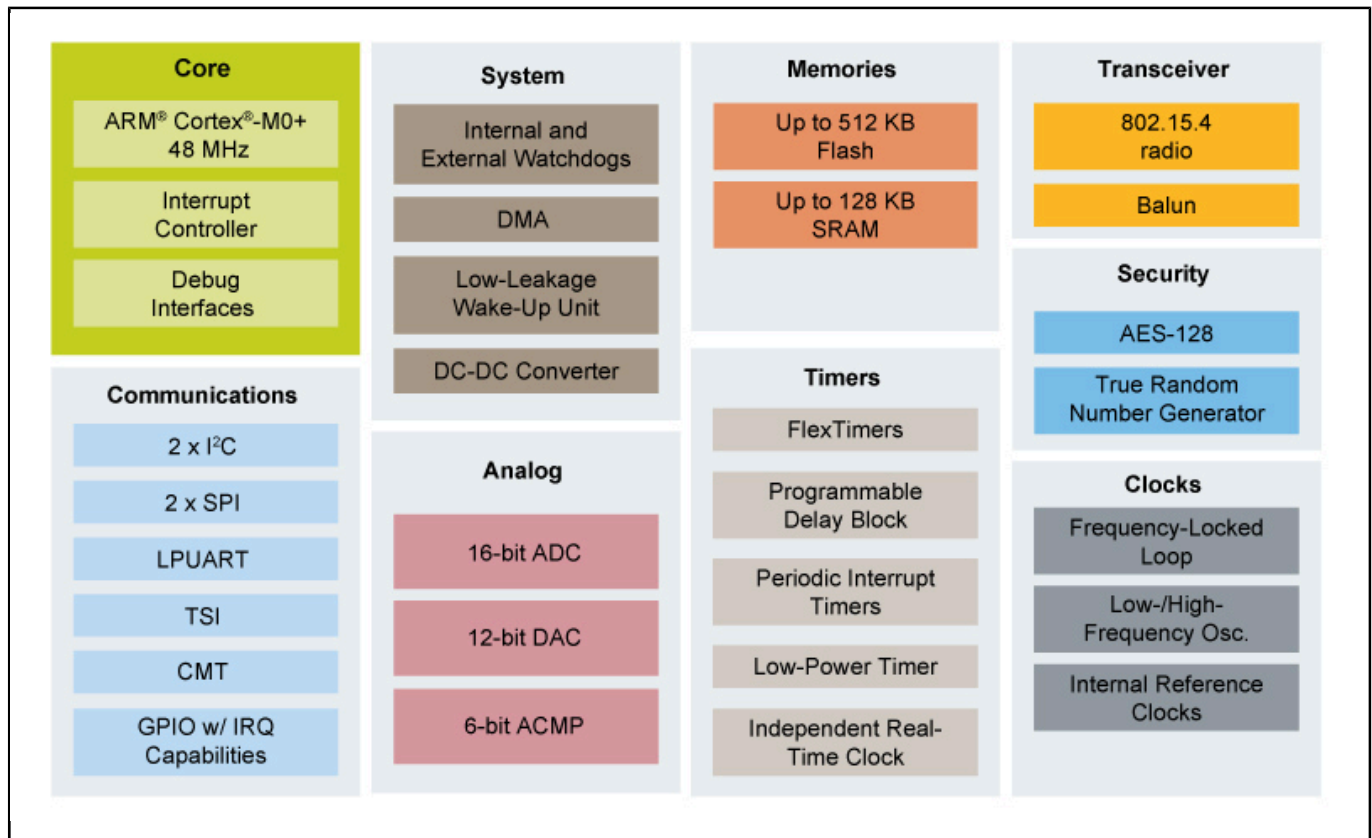 Core
ARM® Cortex®-M0+
48 MHz
Interrupt
Controller
Debug
Interfaces
Communications
2 x I²C
2 x SPI
LPUART
TSI
CMT
GPIO w/ IRQ
Capabilities
System
Internal and
External Watchdogs
DMA
Low-Leakage
Wake-Up Unit
DC-DC Converter
Analog
16-bit ADC
12-bit DAC
6-bit ACMP
Memories
Up to 512 KB
Flash
Up to 128 KB
SRAM
Timers
FlexTimers
Programmable
Delay Block
Periodic Interrupt
Timers
Low-Power Timer
Independent Real-
Time Clock
Transceiver
802.15.4
radio
Balun
Security
AES-128
True Random
Number Generator
Clocks
Frequency-Locked
Loop
Low-/High-
Frequency Osc.
Internal Reference
Clocks